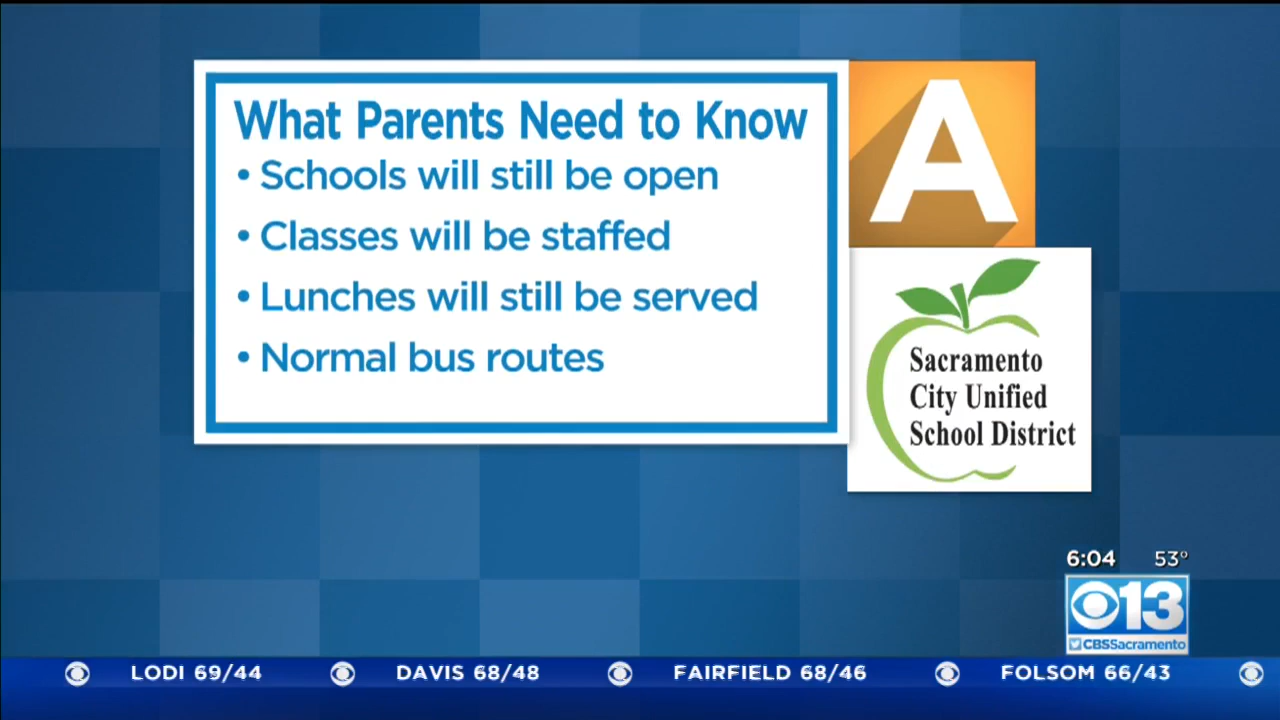 What Parents Need to Know
• Schools will still be open
• Classes will be staffed
• Lunches will still be served
• Normal bus routes
A
Sacramento
City Unified
School District
6:04 53°
13
CBSSacramento
LODI 69/44 DAVIS 68/48 FAIRFIELD 68/46 FOLSOM 66/43